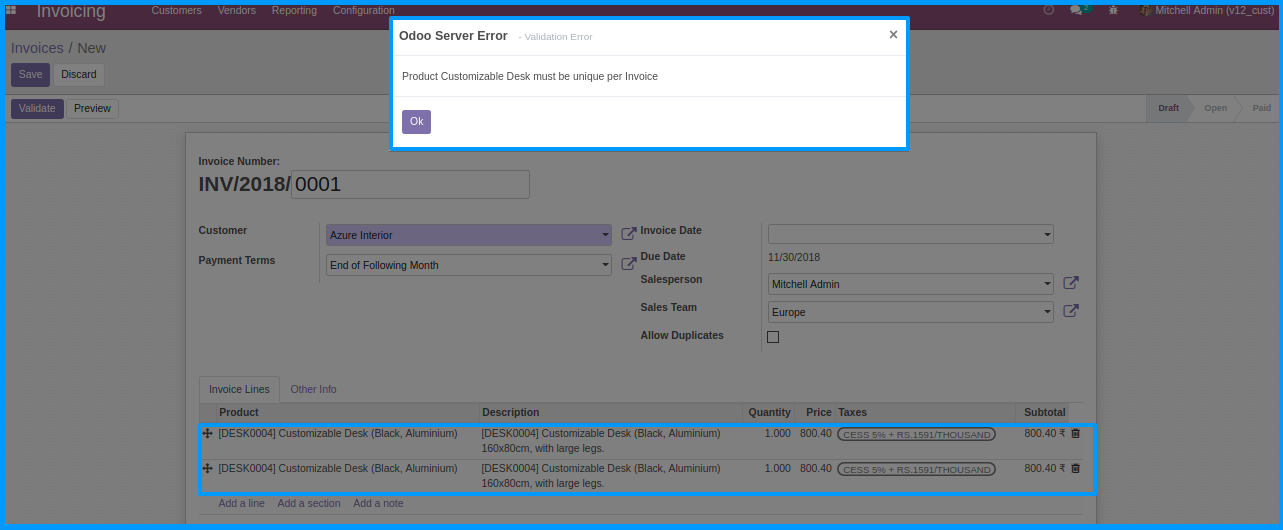 Invoicing Customers Vendors Reporting Configuration 2 Mitchell Admin (v12_cust)
Odoo Server Error - Validation Error ×
Product Customizable Desk must be unique per Invoice
Ok
Invoices / New
Save Discard
Validate Preview Draft Open Paid
Invoice Number:
INV/2018/ 0001
Customer Azure Interior
Payment Terms End of Following Month
Invoice Date
Due Date 11/30/2018
Salesperson Mitchell Admin
Sales Team Europe
Allow Duplicates
Invoice Lines Other Info
Product Description Quantity Price Taxes Subtotal
[DESK0004] Customizable Desk (Black, Aluminium) [DESK0004] Customizable Desk (Black, Aluminium) 1.000 800.40 CESS 5% + RS.1591/THOUSAND 800.40 ₹
160x80cm, with large legs.
[DESK0004] Customizable Desk (Black, Aluminium) [DESK0004] Customizable Desk (Black, Aluminium) 1.000 800.40 CESS 5% + RS.1591/THOUSAND 800.40 ₹
160x80cm, with large legs.
Add a line Add a section Add a note